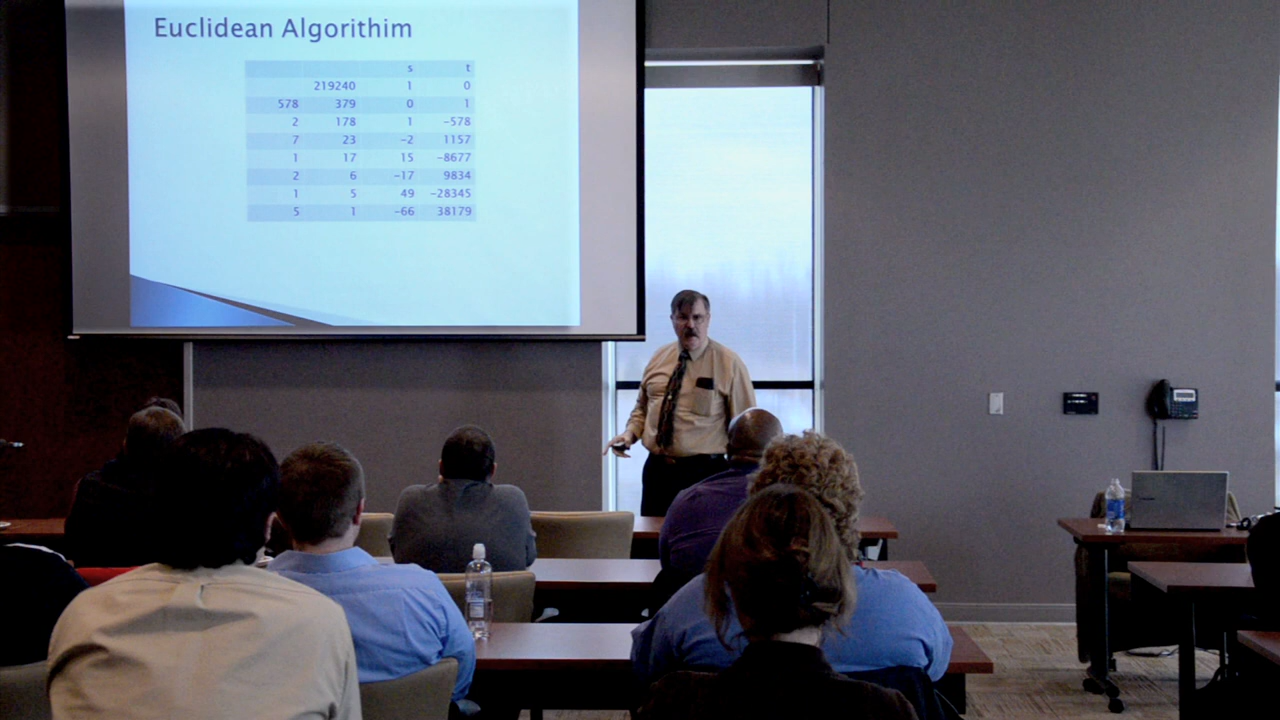 Euclidean Algorithim
s t
219240 1 0
578 379 0 1
2 178 1 -578
7 23 -2 1157
1 17 15 -8677
2 6 -17 9834
1 5 49 -28345
5 1 -66 38179